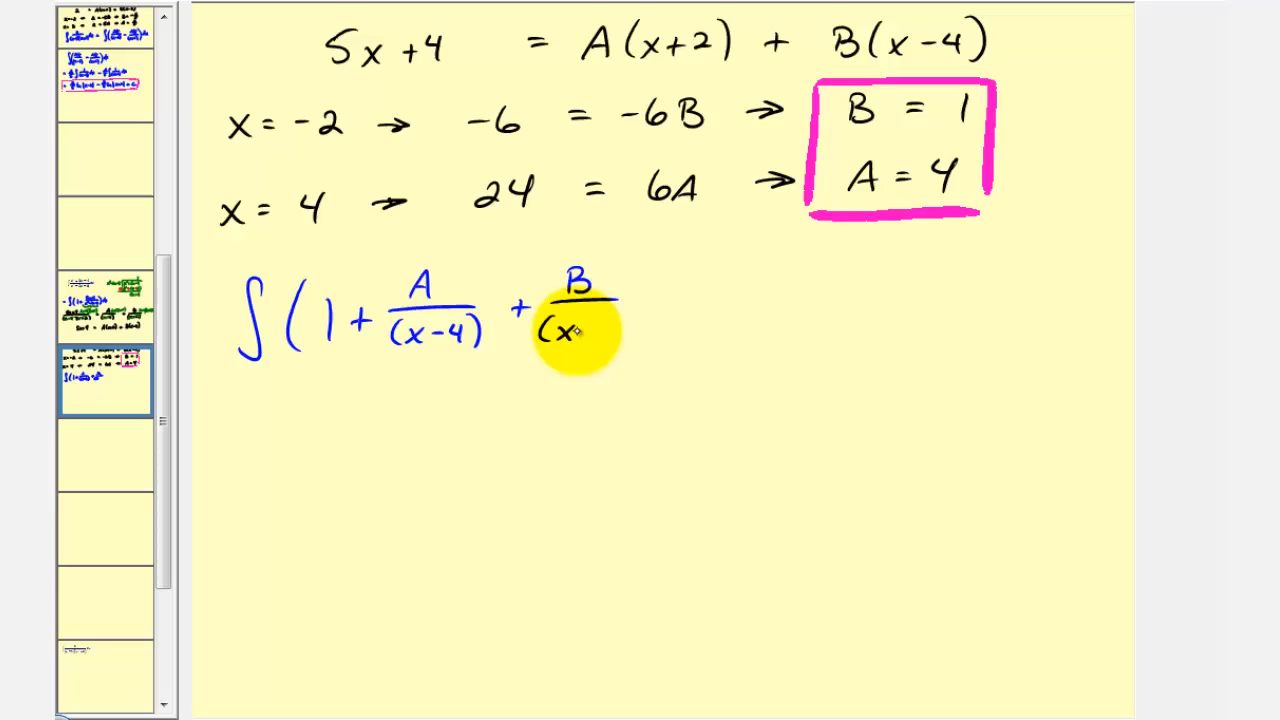 5x + 4 = A(x+2) + B(x-4)
x = -2 → -6 = -6B → B = 1
x = 4 → 24 = 6A → A = 4
∫ ( 1 + A/(x-4) + B/(x